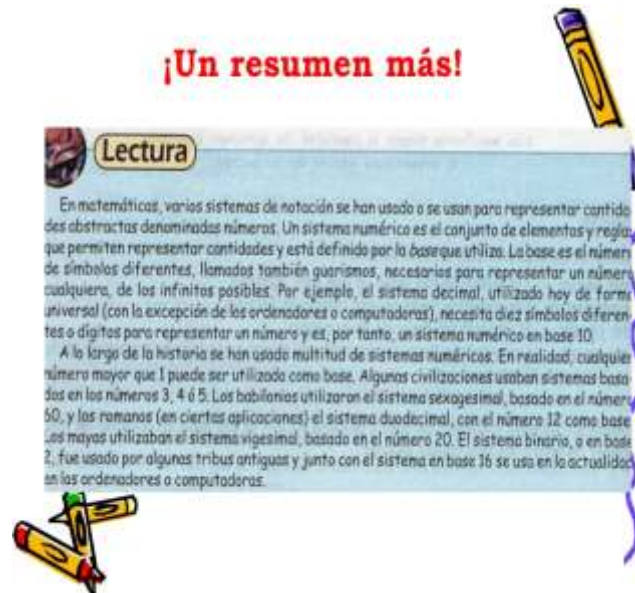 ¡Un resumen más!
Lectura
En matemáticas, varios sistemas de notación se han usado o se usan para representar cantida
des abstractas denominadas números. Un sistema numérico es el conjunto de elementos y regla
que permiten representar cantidades y está definido por la base que utiliza. La base es el númer
de símbolos diferentes, llamados también guarismos, necesarios para representar un númer
cualquiera, de los infinitos posibles. Por ejemplo, el sistema decimal, utilizado hoy de form
universal (con la excepción de los ordenadores o computadoras), necesita diez símbolos diferen
tes o dígitos para representar un número y es, por tanto, un sistema numérico en base 10.
A lo largo de la historia se han usado multitud de sistemas numéricos. En realidad, cualquier
número mayor que 1 puede ser utilizado como base. Algunas civilizaciones usaban sistemas basa
dos en los números 3, 4 ó 5. Los babilonios utilizaron el sistema sexagesimal, basado en el númer
60, y los romanos (en ciertas aplicaciones) el sistema duodecimal, con el número 12 como base
Los mayas utilizaban el sistema vigesimal, basado en el número 20. El sistema binario, o en base
2, fue usado por algunas tribus antiguas y junto con el sistema en base 16 se usa en la actualidad
en los ordenadores o computadoras.